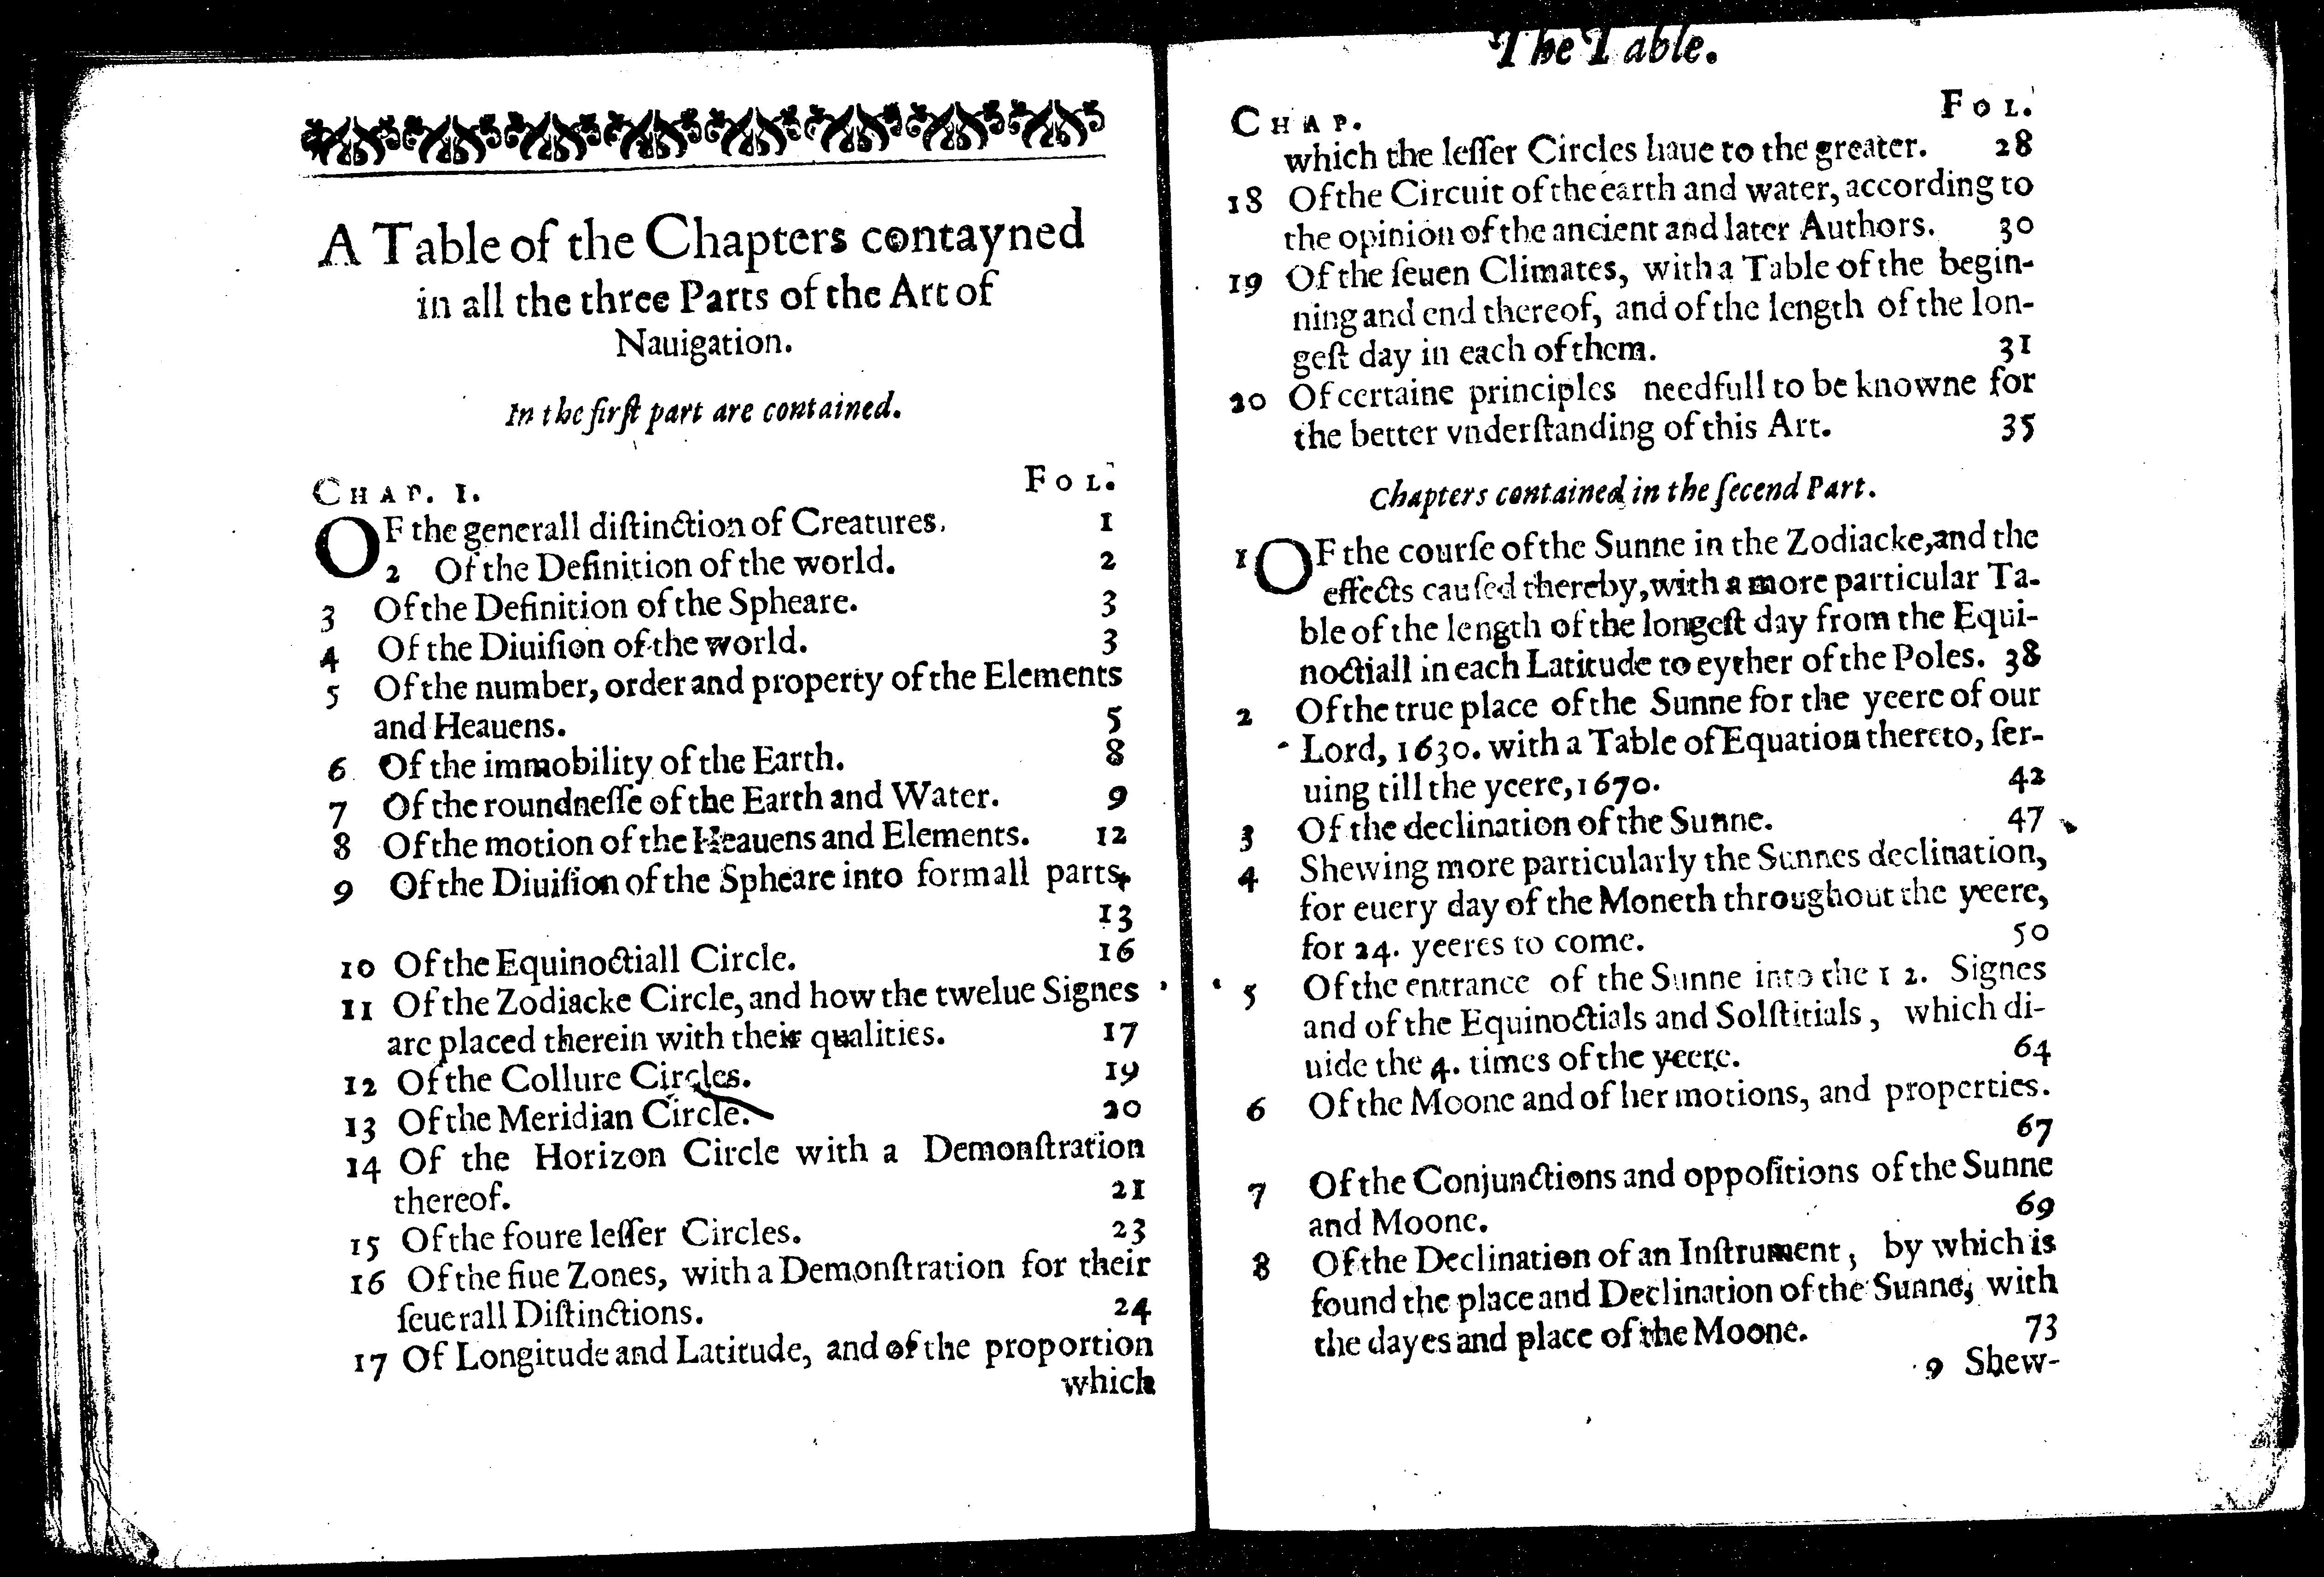 A Table of the Chapters contayned
in all the three Parts of the Art of
Nauigation.
In the firſt part are contained.
CHAP. I. FOL.
OF the generall diſtinction of Creatures. 1
2 Of the Definition of the world. 2
3 Of the Definition of the Spheare. 3
4 Of the Diuiſion of the world. 3
5 Of the number, order and property of the Elements
and Heauens. 5
6 Of the immobility of the Earth. 8
7 Of the roundneſſe of the Earth and Water. 9
8 Of the motion of the Heauens and Elements. 12
9 Of the Diuiſion of the Spheare into formall parts,
13
10 Of the Equinoctiall Circle. 16
11 Of the Zodiacke Circle, and how the twelue Signes
are placed therein with their qualities. 17
12 Of the Collure Circles. 19
13 Of the Meridian Circle. 20
14 Of the Horizon Circle with a Demonſtration
thereof. 21
15 Of the foure leſſer Circles. 23
16 Of the fiue Zones, with a Demonſtration for their
ſeuerall Diſtinctions. 24
17 Of Longitude and Latitude, and of the proportion
which
The Table.
CHAP. FOL.
which the leſſer Circles haue to the greater. 28
18 Of the Circuit of the earth and water, according to
the opinion of the ancient and later Authors. 30
19 Of the ſeuen Climates, with a Table of the begin-
ning and end thereof, and of the length of the lon-
geſt day in each of them. 31
20 Of certaine principles needfull to be knowne for
the better vnderſtanding of this Art. 35
Chapters contained in the ſecend Part.
1 OF the courſe of the Sunne in the Zodiacke, and the
effects cauſed thereby, with a more particular Ta-
ble of the length of the longeſt day from the Equi-
noctiall in each Latitude to eyther of the Poles. 38
2 Of the true place of the Sunne for the yeere of our
Lord, 1630. with a Table of Equation thereto, ſer-
uing till the yeere, 1670. 42
3 Of the declination of the Sunne. 47
4 Shewing more particularly the Sunnes declination,
for euery day of the Moneth throughout the yeere,
for 24. yeeres to come. 50
5 Of the entrance of the Sunne into the 12. Signes
and of the Equinoctials and Solſtitials, which di-
uide the 4. times of the yeere. 64
6 Of the Moone and of her motions, and properties.
67
7 Of the Conjunctions and oppoſitions of the Sunne
and Moone. 69
8 Of the Declination of an Inſtrument, by which is
found the place and Declination of the Sunne, with
the dayes and place of the Moone. 73
9 Shew-